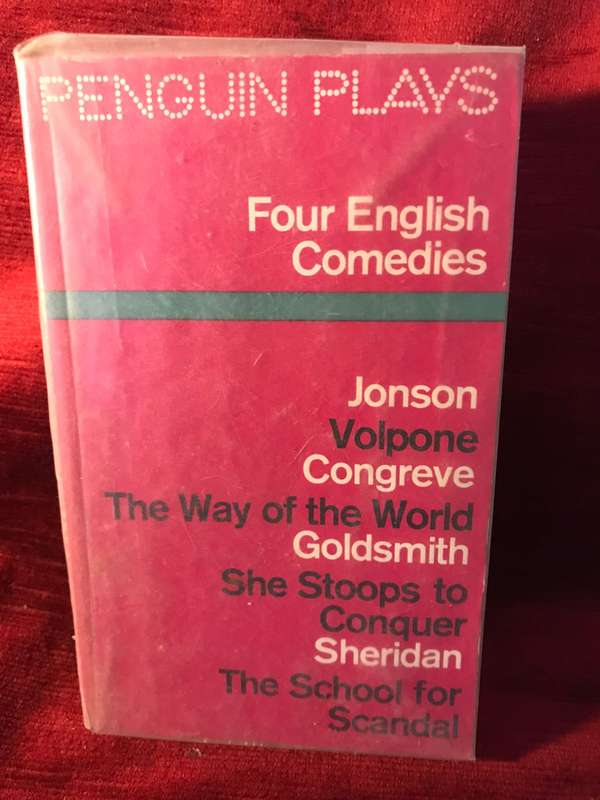 PENGUIN PLAYS
Four English
Comedies
Jonson
Volpone
Congreve
The Way of the World
Goldsmith
She Stoops to
Conquer
Sheridan
The School for
Scandal